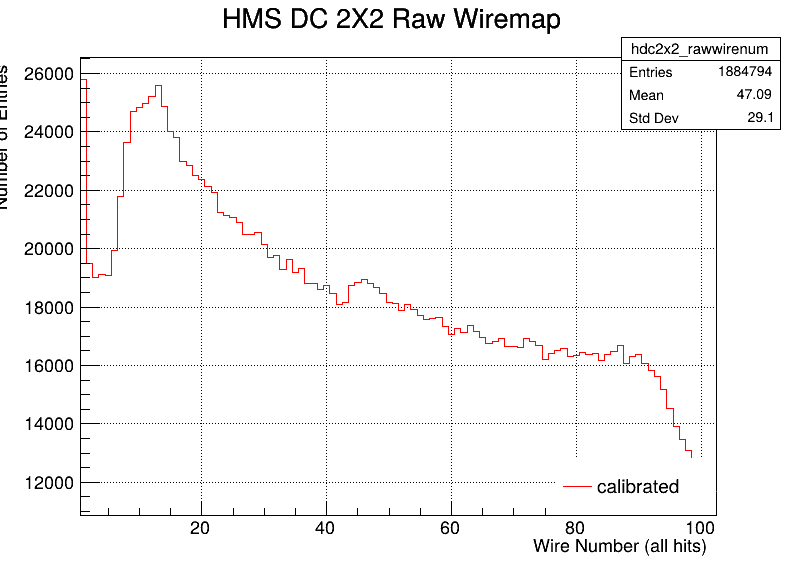 HMS DC 2X2 Raw Wiremap
hdc2x2_rawwirenum
Entries 1884794
Mean 47.09
Std Dev 29.1
Number of Entries
26000
24000
22000
20000
18000
16000
14000
12000
calibrated
20 40 60 80 100
Wire Number (all hits)